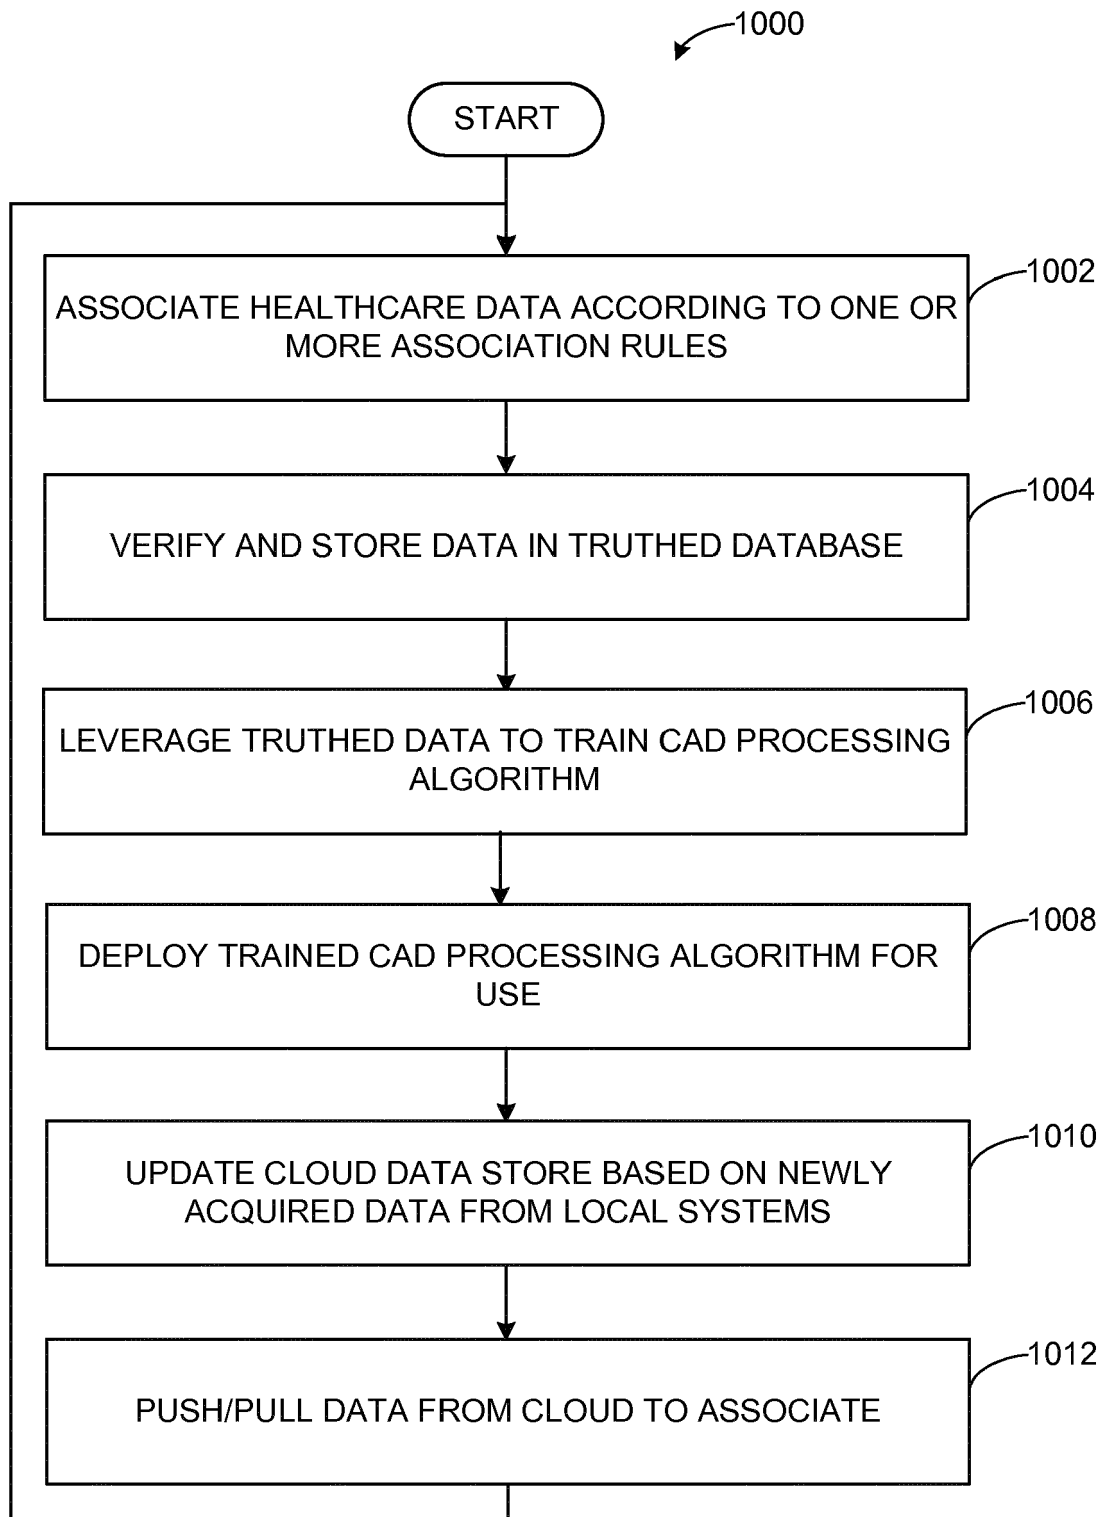 1000
START
1002
ASSOCIATE HEALTHCARE DATA ACCORDING TO ONE OR
MORE ASSOCIATION RULES
1004
VERIFY AND STORE DATA IN TRUTHED DATABASE
1006
LEVERAGE TRUTHED DATA TO TRAIN CAD PROCESSING
ALGORITHM
1008
DEPLOY TRAINED CAD PROCESSING ALGORITHM FOR
USE
1010
UPDATE CLOUD DATA STORE BASED ON NEWLY
ACQUIRED DATA FROM LOCAL SYSTEMS
1012
PUSH/PULL DATA FROM CLOUD TO ASSOCIATE